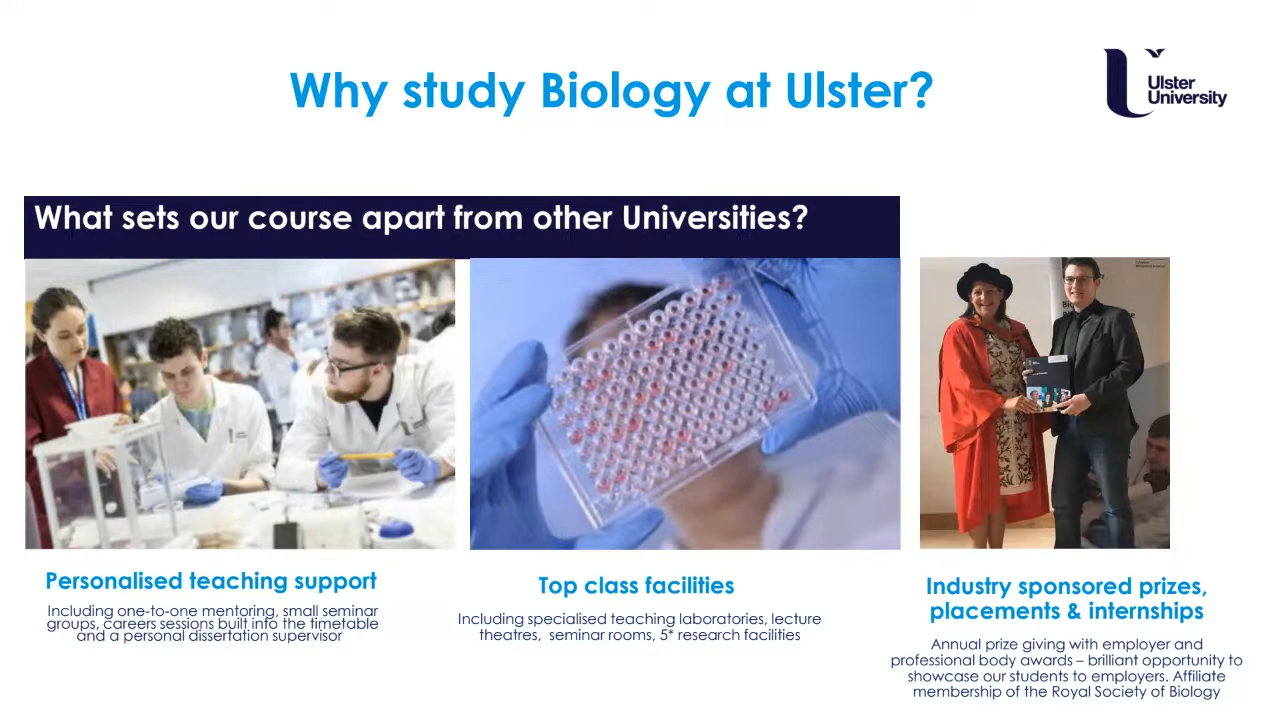 Why study Biology at Ulster?
Ulster
University
What sets our course apart from other Universities?
Personalised teaching support
Including one-to-one mentoring, small seminar
groups, careers sessions built into the timetable
and a personal dissertation supervisor
Top class facilities
Including specialised teaching laboratories, lecture
theatres, seminar rooms, 5* research facilities
Industry sponsored prizes,
placements & internships
Annual prize giving with employer and
professional body awards – brilliant opportunity to
showcase our students to employers. Affiliate
membership of the Royal Society of Biology